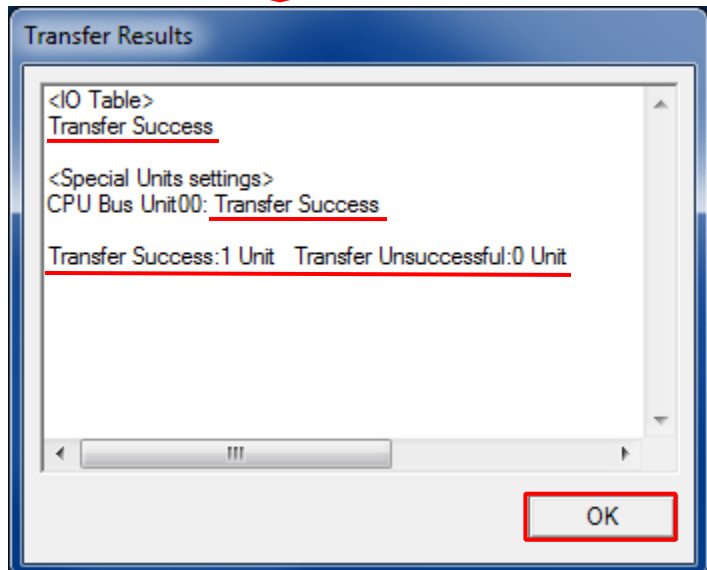 Transfer Results
<IO Table>
Transfer Success
<Special Units settings>
CPU Bus Unit00: Transfer Success
Transfer Success:1 Unit   Transfer Unsuccessful:0 Unit
OK